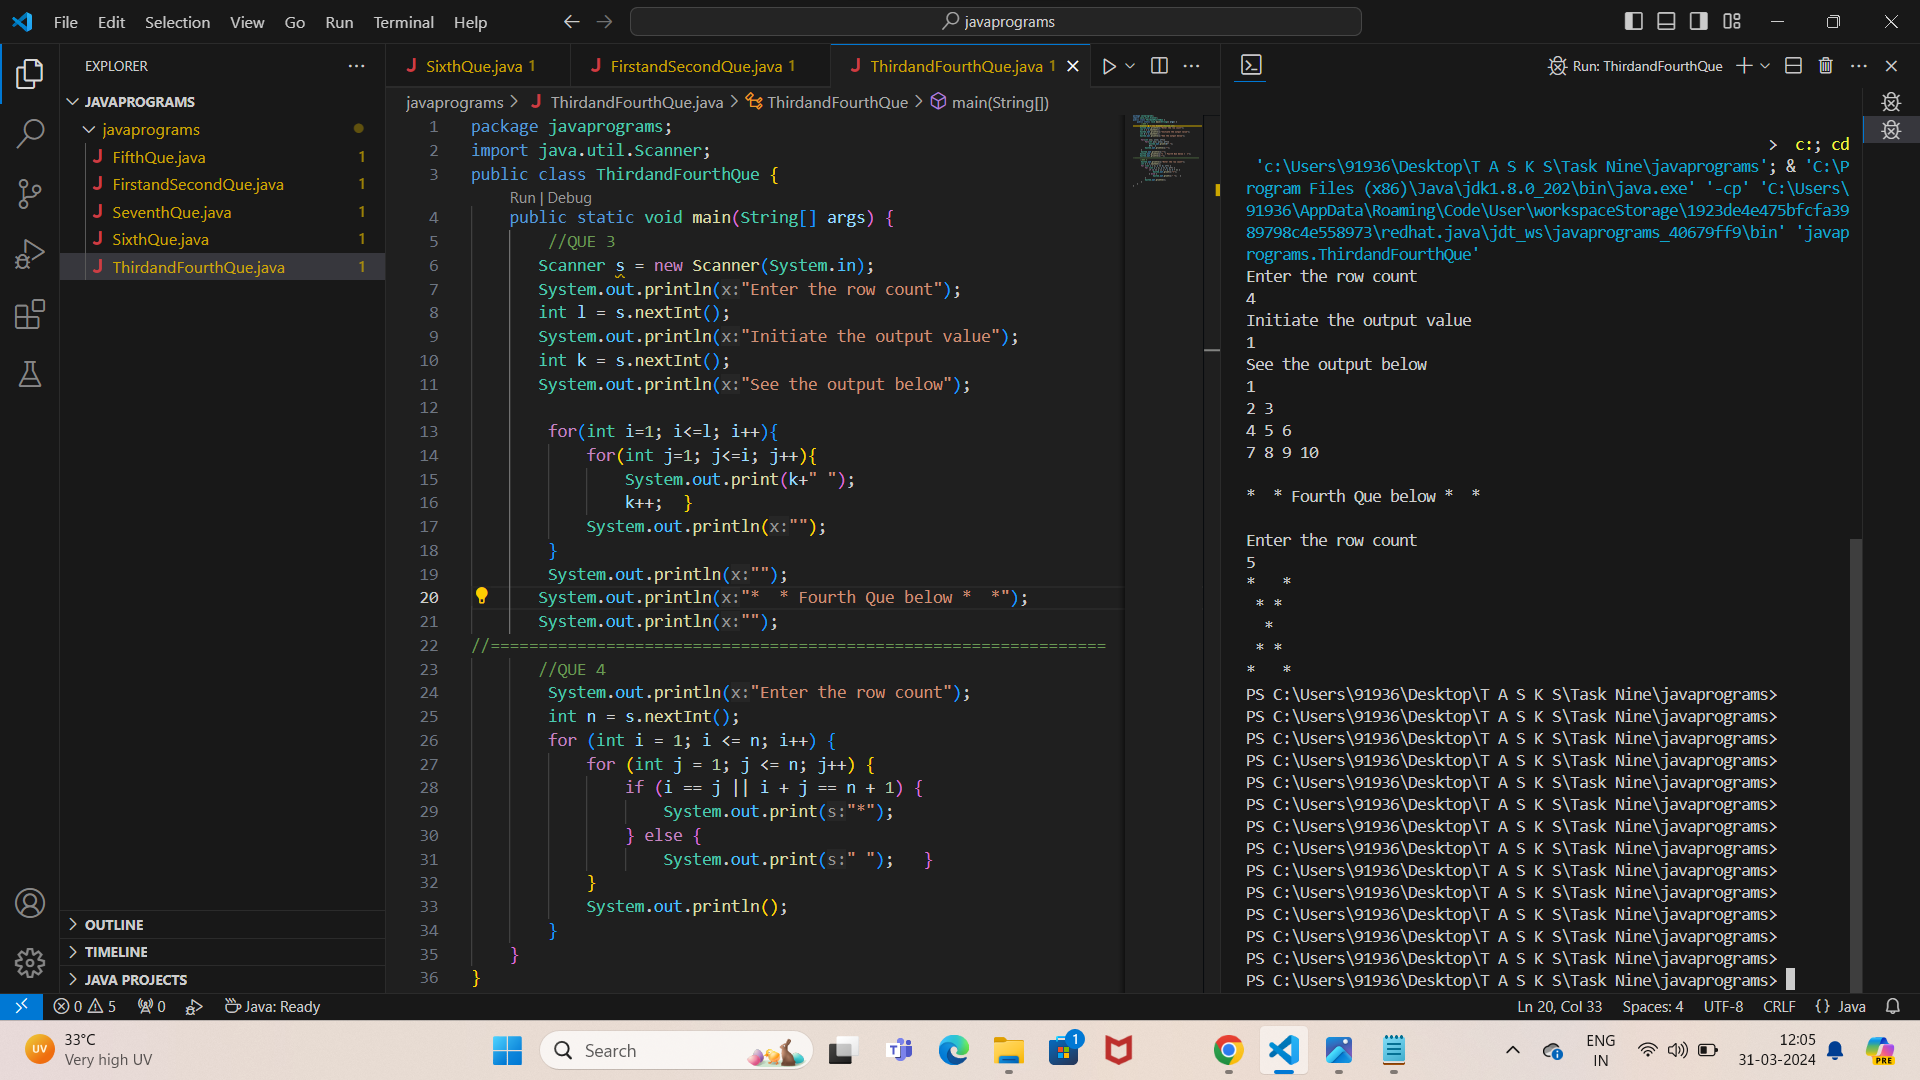 File Edit Selection View Go Run Terminal Help
javaprograms
EXPLORER
JAVAPROGRAMS
javaprograms
FifthQue.java 1
FirstandSecondQue.java 1
SeventhQue.java 1
SixthQue.java 1
ThirdandFourthQue.java 1
OUTLINE
TIMELINE
JAVA PROJECTS
SixthQue.java 1
FirstandSecondQue.java 1
ThirdandFourthQue.java 1
javaprograms > ThirdandFourthQue.java > ThirdandFourthQue > main(String[])
1 package javaprograms;
2 import java.util.Scanner;
3 public class ThirdandFourthQue {
Run | Debug
4 public static void main(String[] args) {
5 //QUE 3
6 Scanner s = new Scanner(System.in);
7 System.out.println(x:"Enter the row count");
8 int l = s.nextInt();
9 System.out.println(x:"Initiate the output value");
10 int k = s.nextInt();
11 System.out.println(x:"See the output below");
12
13 for(int i=1; i<=l; i++){
14 for(int j=1; j<=i; j++){
15 System.out.print(k+" ");
16 k++;  }
17 System.out.println(x:"");
18 }
19 System.out.println(x:"");
20 System.out.println(x:"*  * Fourth Que below *  *");
21 System.out.println(x:"");
22 //================================================================
23 //QUE 4
24 System.out.println(x:"Enter the row count");
25 int n = s.nextInt();
26 for (int i = 1; i <= n; i++) {
27 for (int j = 1; j <= n; j++) {
28 if (i == j || i + j == n + 1) {
29 System.out.print(s:"*");
30 } else {
31 System.out.print(s:" ");   }
32 }
33 System.out.println();
34 }
35 }
36 }
Run: ThirdandFourthQue
> c:; cd
'c:\Users\91936\Desktop\T A S K S\Task Nine\javaprograms'; & 'C:\P
rogram Files (x86)\Java\jdk1.8.0_202\bin\java.exe' '-cp' 'C:\Users\
91936\AppData\Roaming\Code\User\workspaceStorage\1923de4e475bfcfa39
89798c4e558973\redhat.java\jdt_ws\javaprograms_40679ff9\bin' 'javap
rograms.ThirdandFourthQue'
Enter the row count
4
Initiate the output value
1
See the output below
1
2 3
4 5 6
7 8 9 10
*  * Fourth Que below *  *
Enter the row count
5
*   *
 * *
  *
 * *
*   *
PS C:\Users\91936\Desktop\T A S K S\Task Nine\javaprograms>
PS C:\Users\91936\Desktop\T A S K S\Task Nine\javaprograms>
PS C:\Users\91936\Desktop\T A S K S\Task Nine\javaprograms>
PS C:\Users\91936\Desktop\T A S K S\Task Nine\javaprograms>
PS C:\Users\91936\Desktop\T A S K S\Task Nine\javaprograms>
PS C:\Users\91936\Desktop\T A S K S\Task Nine\javaprograms>
PS C:\Users\91936\Desktop\T A S K S\Task Nine\javaprograms>
PS C:\Users\91936\Desktop\T A S K S\Task Nine\javaprograms>
PS C:\Users\91936\Desktop\T A S K S\Task Nine\javaprograms>
PS C:\Users\91936\Desktop\T A S K S\Task Nine\javaprograms>
PS C:\Users\91936\Desktop\T A S K S\Task Nine\javaprograms>
PS C:\Users\91936\Desktop\T A S K S\Task Nine\javaprograms>
PS C:\Users\91936\Desktop\T A S K S\Task Nine\javaprograms>
PS C:\Users\91936\Desktop\T A S K S\Task Nine\javaprograms>
0 5 0 Java: Ready Ln 20, Col 33 Spaces: 4 UTF-8 CRLF {} Java
UV 33°C
Very high UV
Search
1
ENG
IN
12:05
31-03-2024
PRE